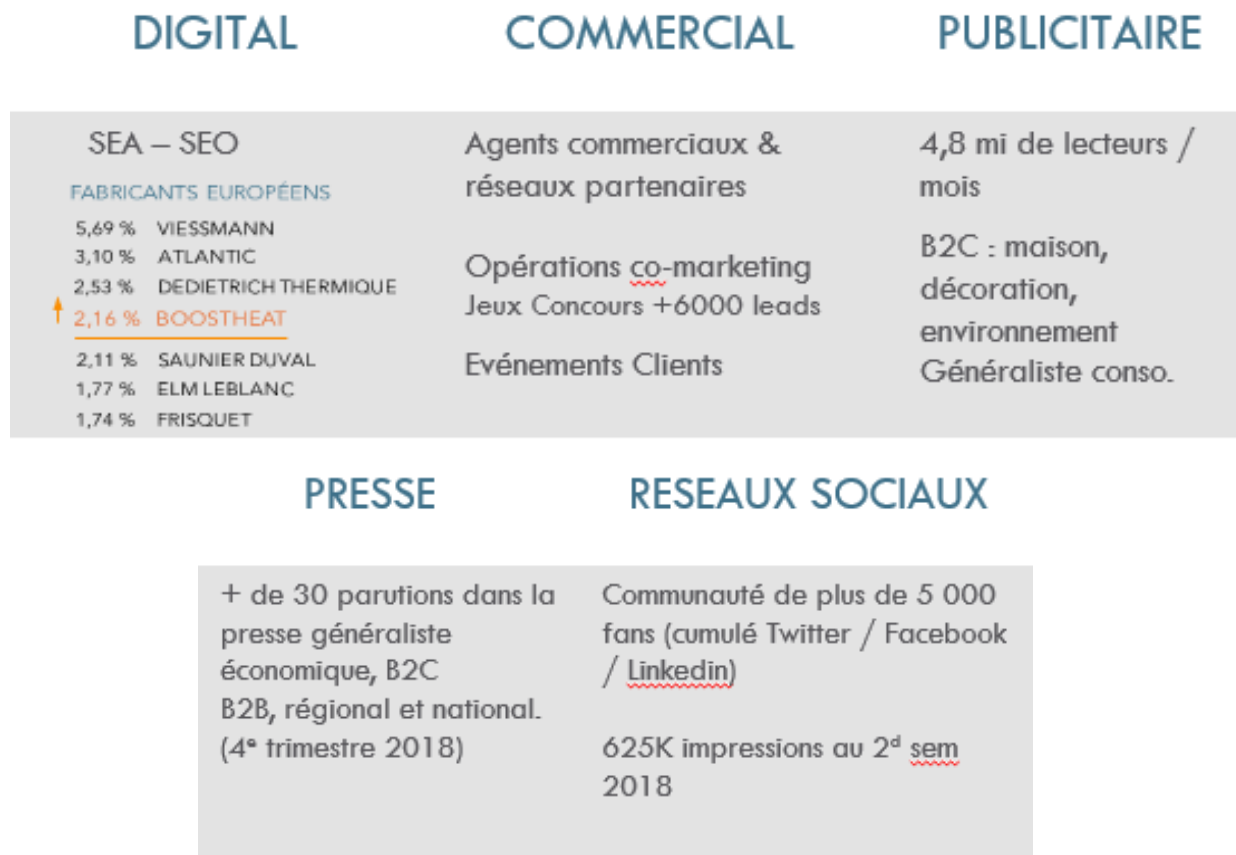 DIGITAL
COMMERCIAL
PUBLICITAIRE
SEA – SEO
FABRICANTS EUROPÉENS
5,69 % VIESSMANN
3,10 % ATLANTIC
2,53 % DEDIETRICH THERMIQUE
2,16 % BOOSTHEAT
2,11 % SAUNIER DUVAL
1,77 % ELM LEBLANC
1,74 % FRISQUET
Agents commerciaux &
réseaux partenaires
Opérations co-marketing
Jeux Concours +6000 leads
Evénements Clients
4,8 mi de lecteurs /
mois
B2C : maison,
décoration,
environnement
Généraliste conso.
PRESSE
RESEAUX SOCIAUX
+ de 30 parutions dans la
presse généraliste
économique, B2C
B2B, régional et national.
(4e trimestre 2018)
Communauté de plus de 5 000
fans (cumulé Twitter / Facebook
/ Linkedin)
625K impressions au 2d sem
2018